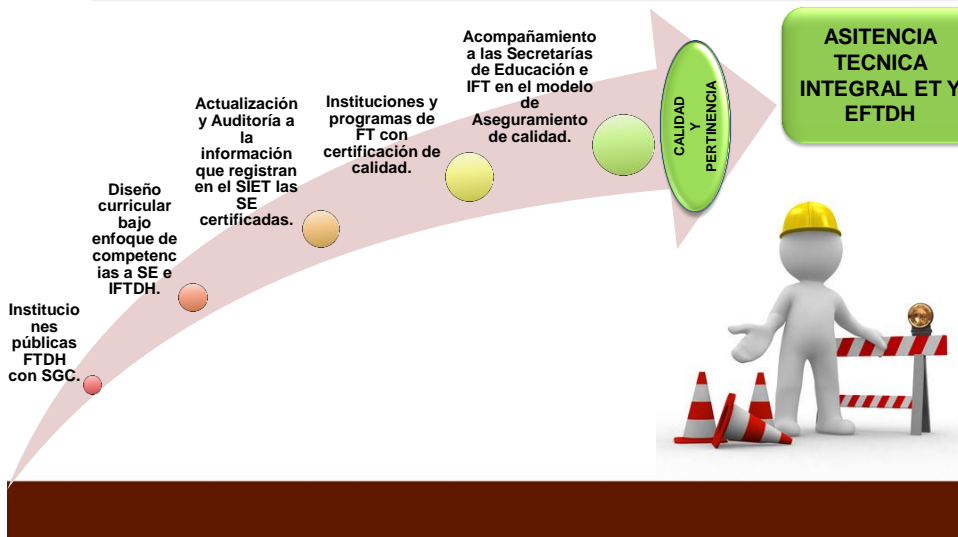 Institucio
nes
públicas
FTDH
con SGC.
Diseño
curricular
bajo
enfoque de
competenc
ias a SE e
IFTDH.
Actualización
y Auditoría a
la
información
que registran
en el SIET las
SE
certificadas.
Instituciones y
programas de
FT con
certificación de
calidad.
Acompañamiento
a las Secretarías
de Educación e
IFT en el modelo
de
Aseguramiento
de calidad.
CALIDAD
Y
PERTINENCIA
ASITENCIA
TECNICA
INTEGRAL ET Y
EFTDH